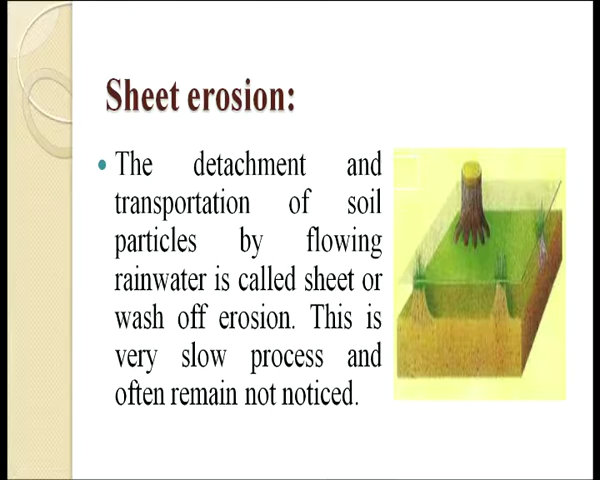 Sheet erosion:
The detachment and
transportation of soil
particles by flowing
rainwater is called sheet or
wash off erosion. This is
very slow process and
often remain not noticed.